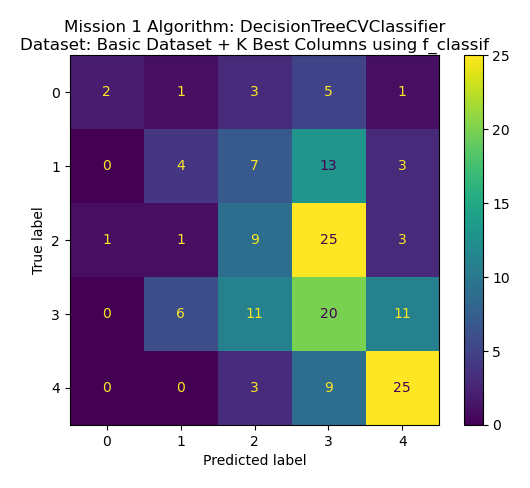 Mission 1 Algorithm: DecisionTreeCVClassifier
Dataset: Basic Dataset + K Best Columns using f_classif
0 2 1 3 5 1
1 0 4 7 13 3
2 1 1 9 25 3
3 0 6 11 20 11
4 0 0 3 9 25
0 1 2 3 4
Predicted label
True label
25
20
15
10
5
0